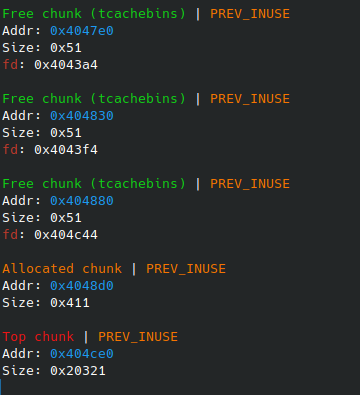 Free chunk (tcachebins) | PREV_INUSE
Addr: 0x4047e0
Size: 0x51
fd: 0x4043a4
Free chunk (tcachebins) | PREV_INUSE
Addr: 0x404830
Size: 0x51
fd: 0x4043f4
Free chunk (tcachebins) | PREV_INUSE
Addr: 0x404880
Size: 0x51
fd: 0x404c44
Allocated chunk | PREV_INUSE
Addr: 0x4048d0
Size: 0x411
Top chunk | PREV_INUSE
Addr: 0x404ce0
Size: 0x20321